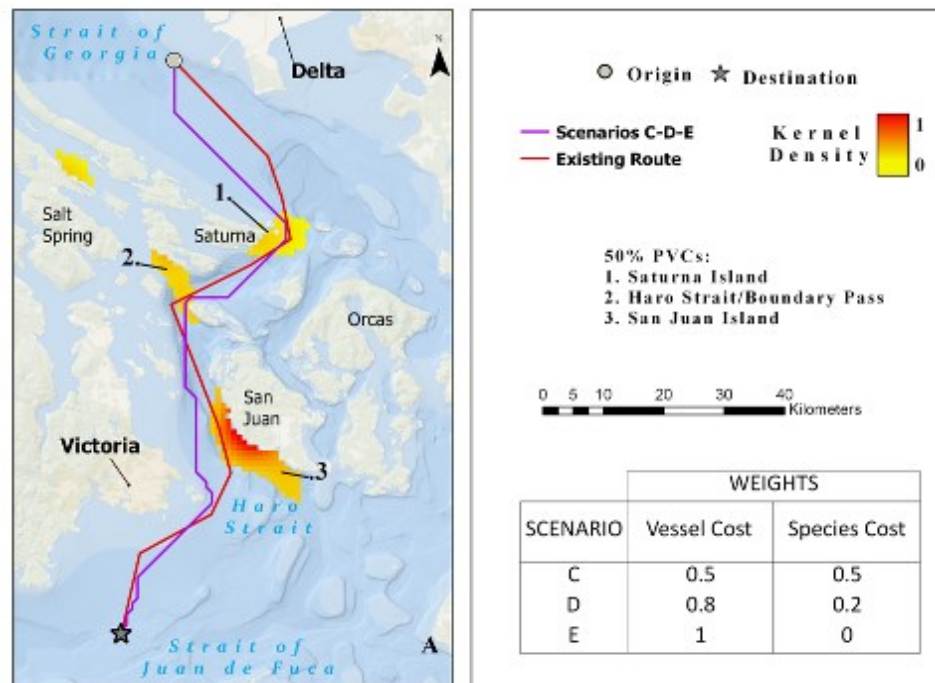 Strait of
Georgia
Delta
N
1.
Salt
Spring
Saturna
2.
Orcas
San
Juan
Victoria
3
Haro
Strait
Strait of
Juan de Fuca
A
Origin
Destination
Scenarios C-D-E
Existing Route
Kernel
Density
1
0
50% PVCs:
1. Saturna Island
2. Haro Strait/Boundary Pass
3. San Juan Island
0 5 10 20 30 40
Kilometers
WEIGHTS
SCENARIO Vessel Cost Species Cost
C 0.5 0.5
D 0.8 0.2
E 1 0